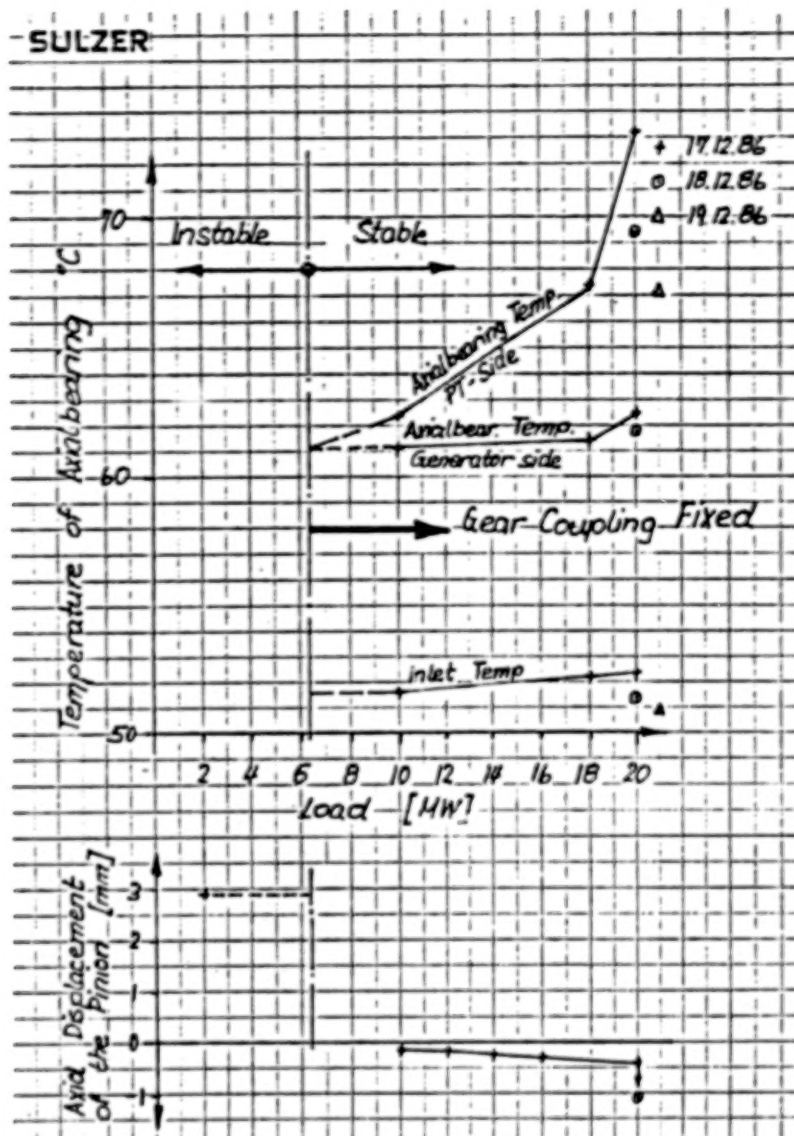 SULZER
+ 17.12.86
⊙ 18.12.86
△ 19.12.86
70
Instable
Stable
Temperature of Axialbearing °C
Axialbearing Temp.
PT-Side
Axialbear. Temp.
Generator side
60
Gear Coupling Fixed
inlet Temp
50
2 4 6 8 10 12 14 16 18 20
Load [MW]
Axial Displacement
of the Pinion [mm]
3
2
1
0
-1